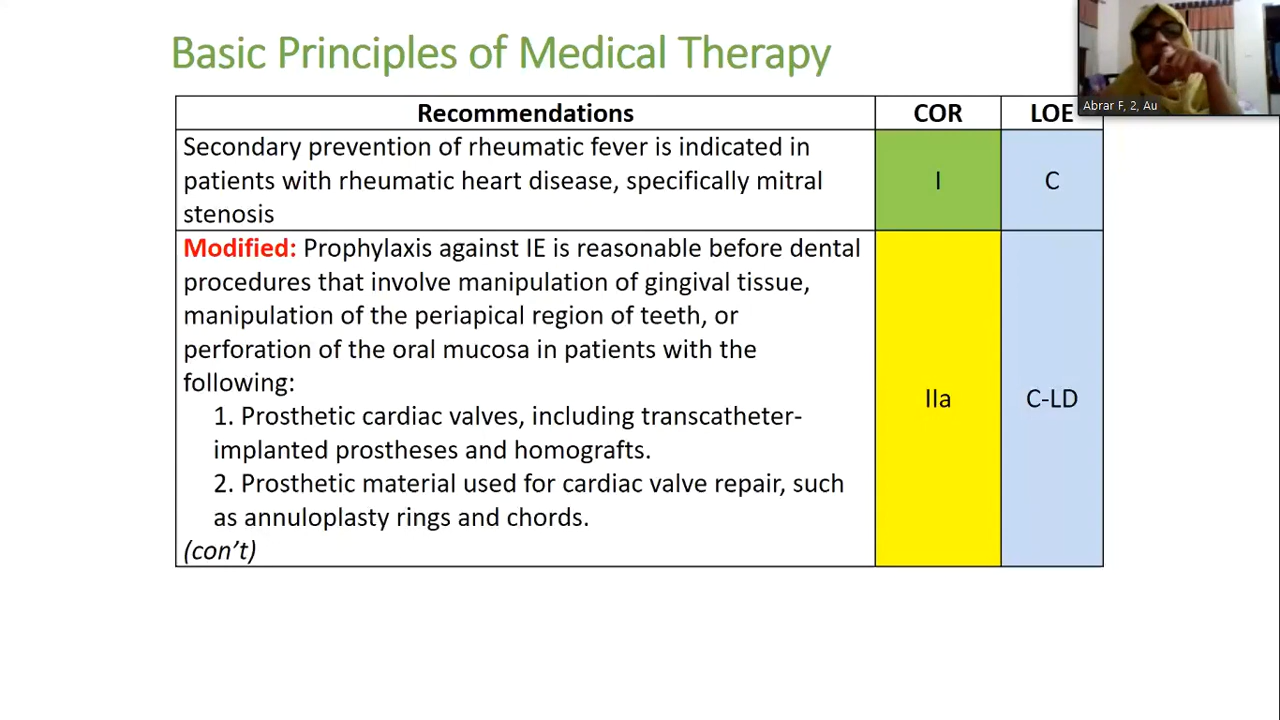 Basic Principles of Medical Therapy
Abrar F, 2, Au
Recommendations COR LOE
Secondary prevention of rheumatic fever is indicated in
patients with rheumatic heart disease, specifically mitral
stenosis
I C
Modified: Prophylaxis against IE is reasonable before dental
procedures that involve manipulation of gingival tissue,
manipulation of the periapical region of teeth, or
perforation of the oral mucosa in patients with the
following:
1. Prosthetic cardiac valves, including transcatheter-
implanted prostheses and homografts.
2. Prosthetic material used for cardiac valve repair, such
as annuloplasty rings and chords.
(con’t)
IIa C-LD